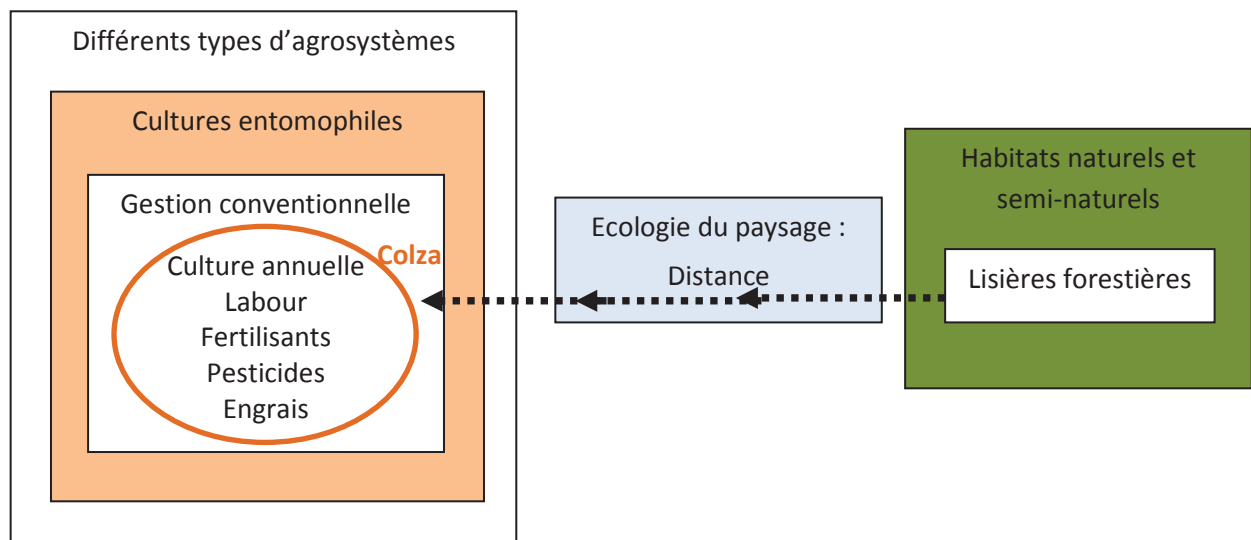 Différents types d’agrosystèmes
Cultures entomophiles
Gestion conventionnelle
Colza
Culture annuelle
Labour
Fertilisants
Pesticides
Engrais
Ecologie du paysage :
Distance
Habitats naturels et
semi-naturels
Lisières forestières